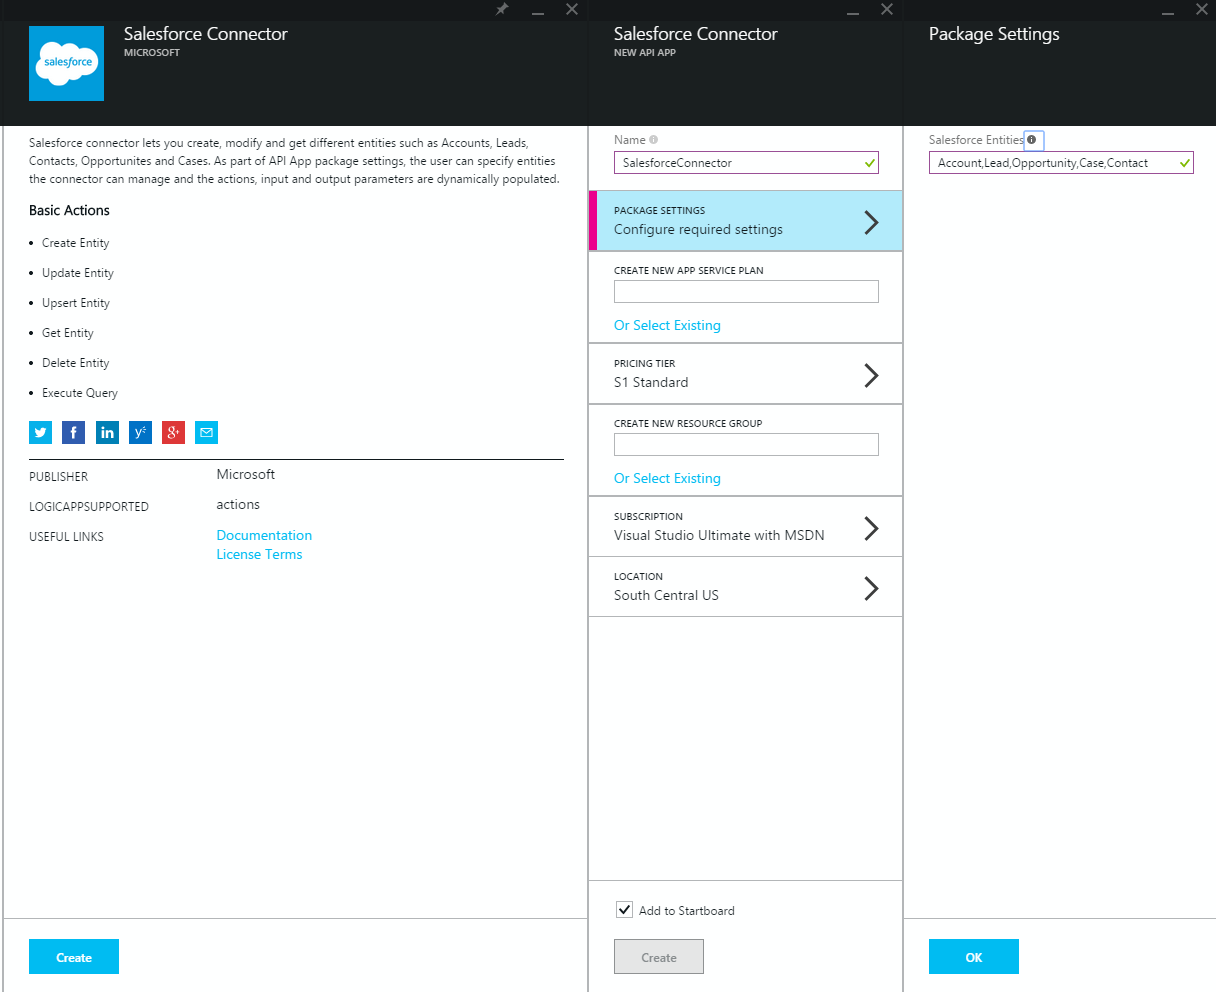 salesforce
Salesforce Connector
MICROSOFT
Salesforce connector lets you create, modify and get different entities such as Accounts, Leads,
Contacts, Opportunites and Cases. As part of API App package settings, the user can specify entities
the connector can manage and the actions, input and output parameters are dynamically populated.
Basic Actions
Create Entity
Update Entity
Upsert Entity
Get Entity
Delete Entity
Execute Query
PUBLISHER Microsoft
LOGICAPPSUPPORTED actions
USEFUL LINKS Documentation
License Terms
Create
Salesforce Connector
NEW API APP
Name
SalesforceConnector
PACKAGE SETTINGS
Configure required settings
CREATE NEW APP SERVICE PLAN
Or Select Existing
PRICING TIER
S1 Standard
CREATE NEW RESOURCE GROUP
Or Select Existing
SUBSCRIPTION
Visual Studio Ultimate with MSDN
LOCATION
South Central US
Add to Startboard
Create
Package Settings
Salesforce Entities
Account,Lead,Opportunity,Case,Contact
OK